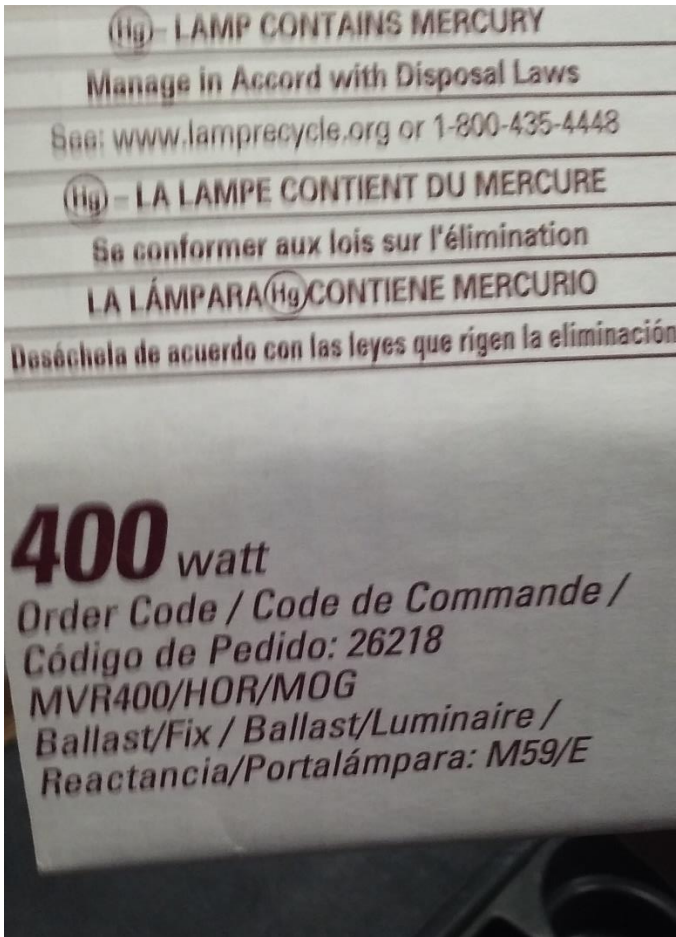 Hg - LAMP CONTAINS MERCURY
Manage in Accord with Disposal Laws
See: www.lamprecycle.org or 1-800-435-4448
Hg - LA LAMPE CONTIENT DU MERCURE
Se conformer aux lois sur l'élimination
LA LÁMPARA Hg CONTIENE MERCURIO
Deséchela de acuerdo con las leyes que rigen la eliminación
400 watt
Order Code / Code de Commande /
Código de Pedido: 26218
MVR400/HOR/MOG
Ballast/Fix / Ballast/Luminaire /
Reactancia/Portalámpara: M59/E